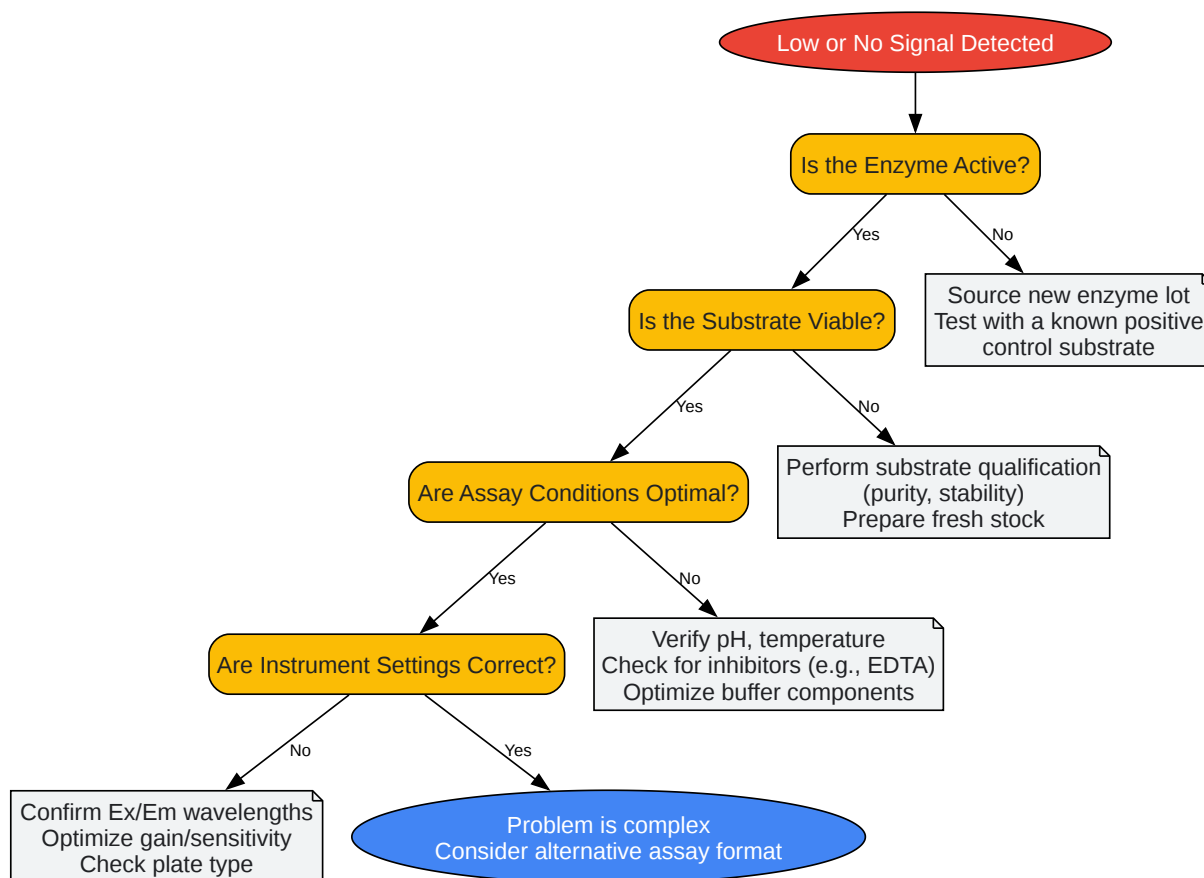 Low or No Signal Detected
Is the Enzyme Active?
Yes
No
Source new enzyme lot
Test with a known positive
control substrate
Is the Substrate Viable?
Yes
No
Perform substrate qualification
(purity, stability)
Prepare fresh stock
Are Assay Conditions Optimal?
Yes
No
Verify pH, temperature
Check for inhibitors (e.g., EDTA)
Optimize buffer components
Are Instrument Settings Correct?
No
Yes
Confirm Ex/Em wavelengths
Optimize gain/sensitivity
Check plate type
Problem is complex
Consider alternative assay format